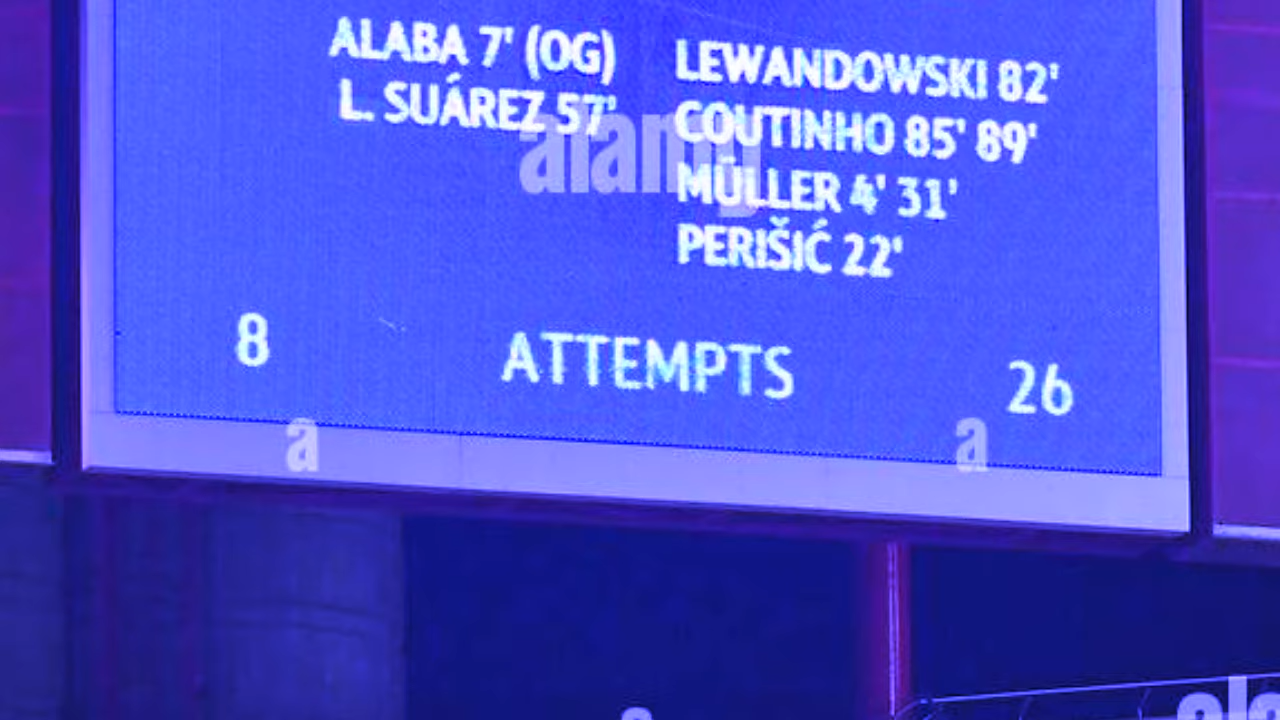 ALABA 7' (OG)
L. SUÁREZ 57'
LEWANDOWSKI 82'
COUTINHO 85' 89'
MÜLLER 4' 31'
PERIŠIĆ 22'
8 ATTEMPTS 26
alamy
a
a
a
ala